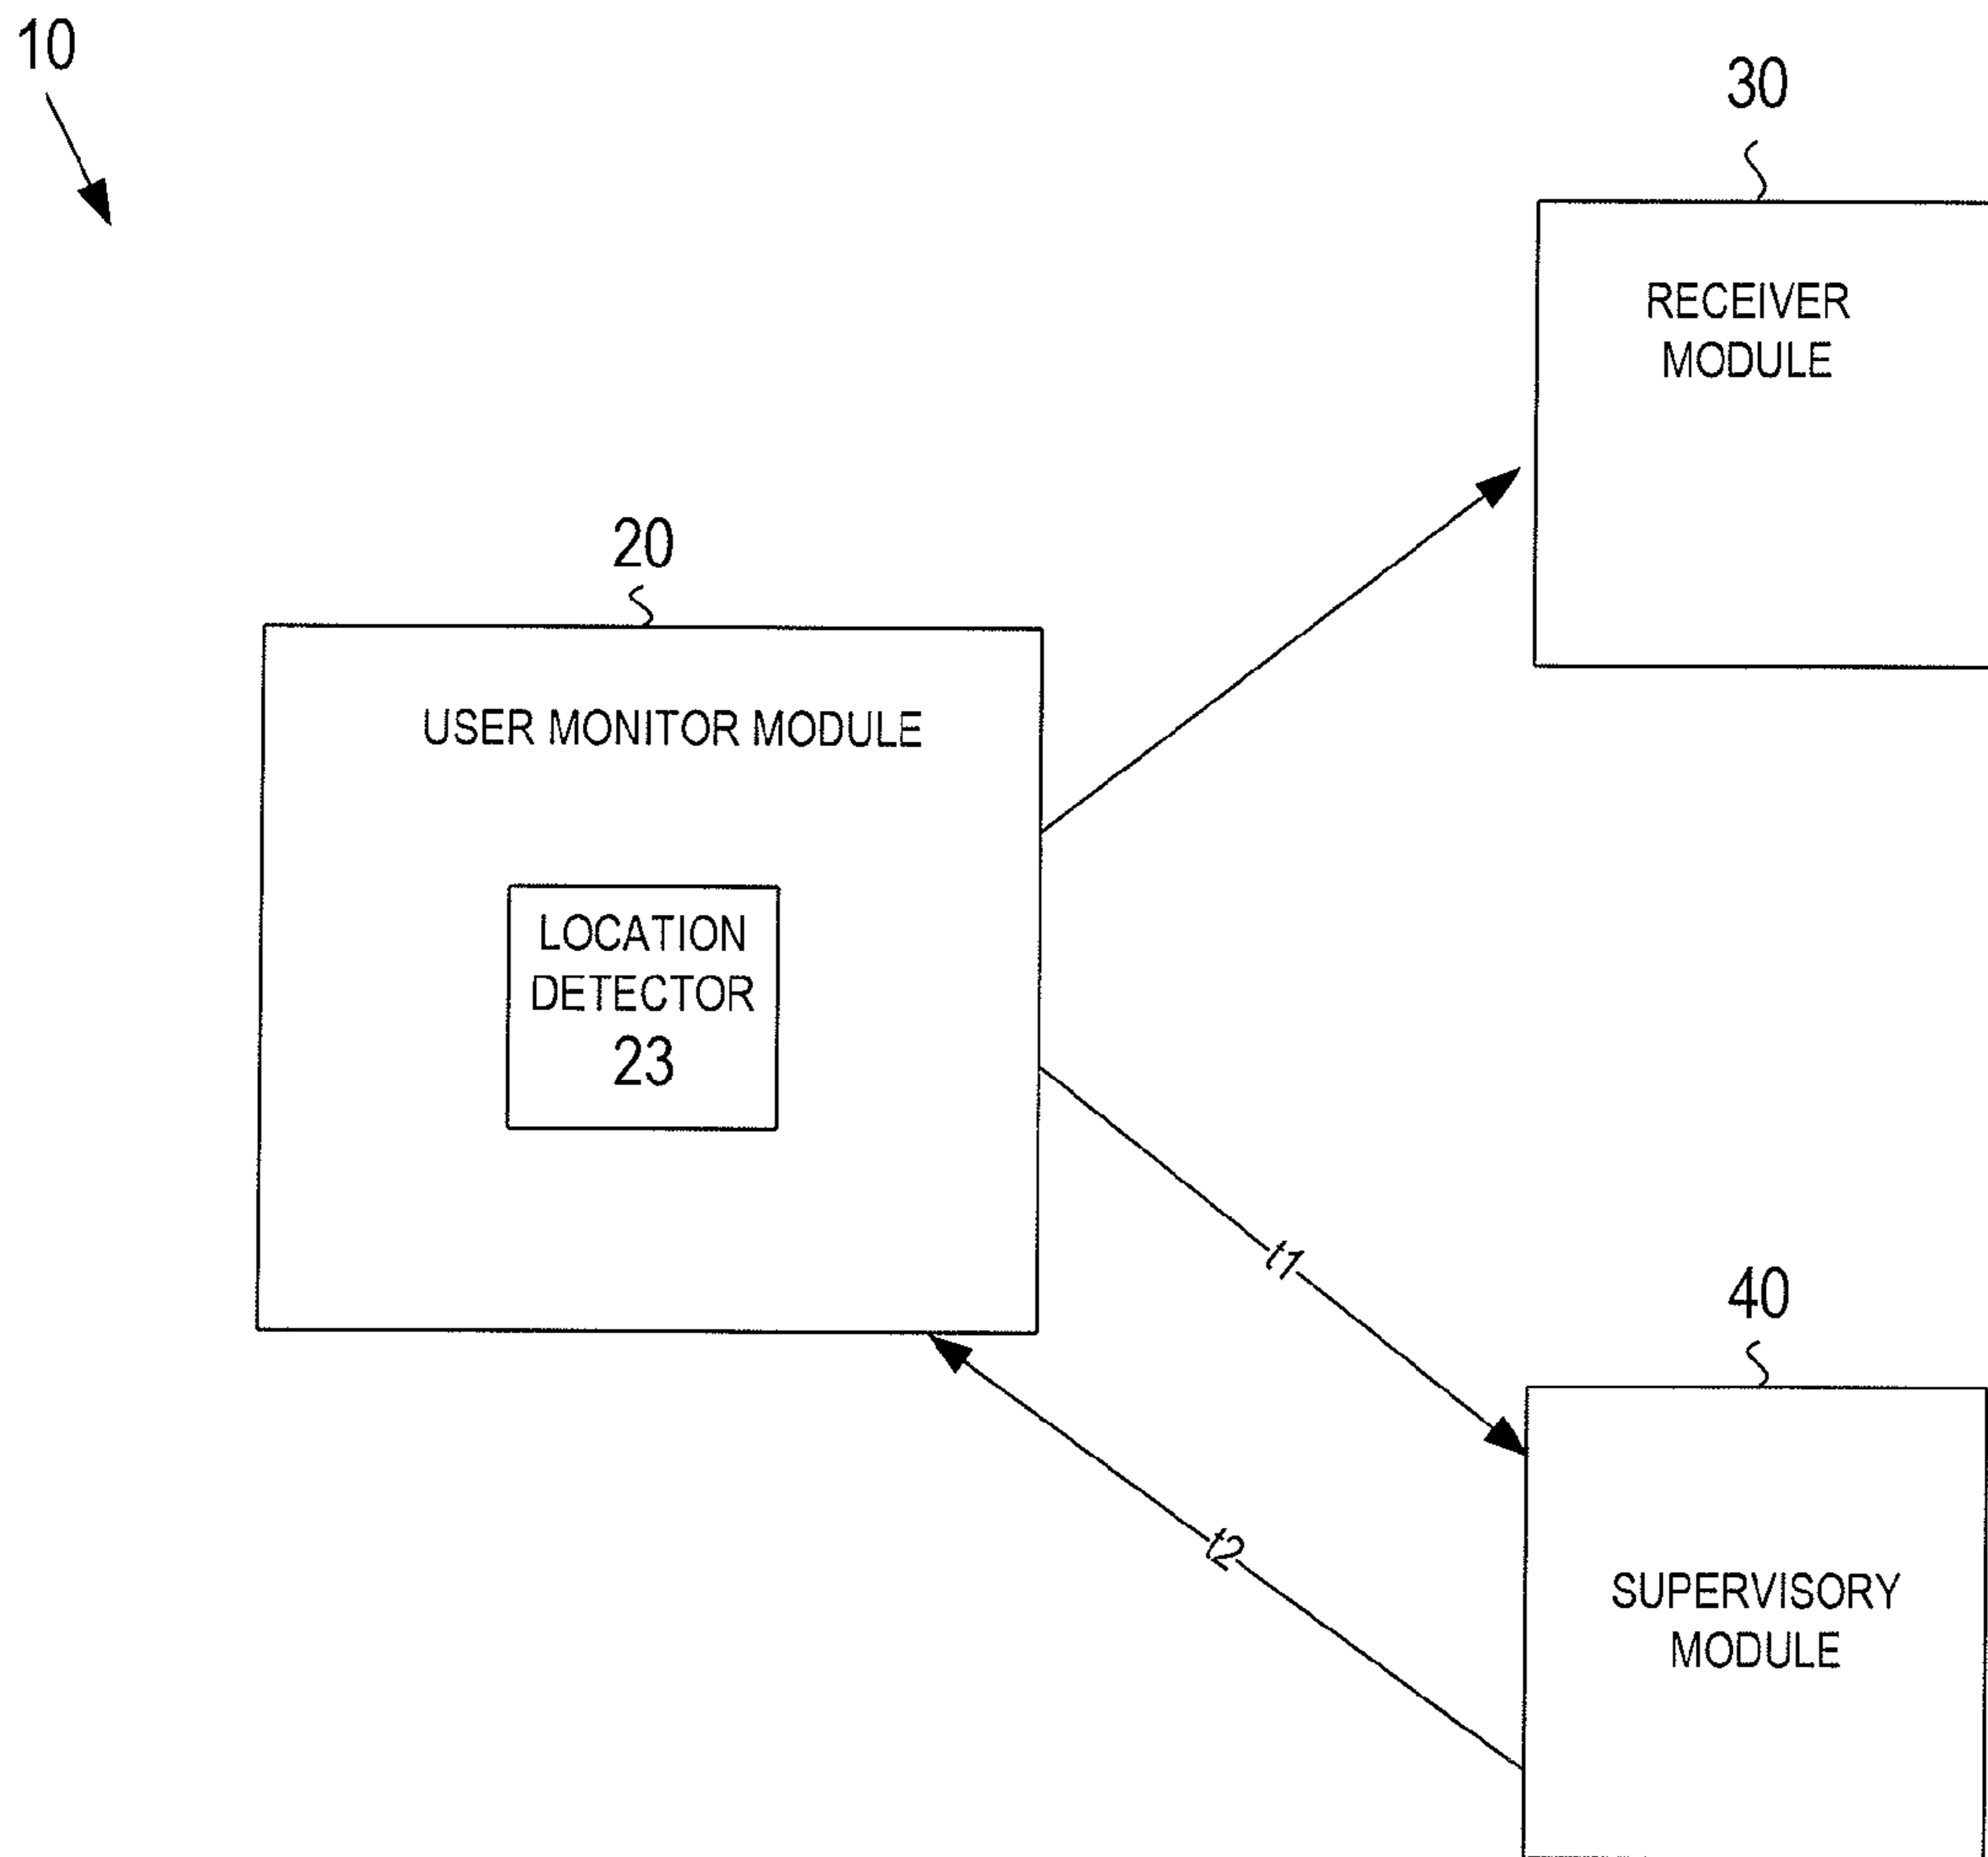 10
30
RECEIVER
MODULE
20
USER MONITOR MODULE
LOCATION
DETECTOR
23
t1
40
t2
SUPERVISORY
MODULE